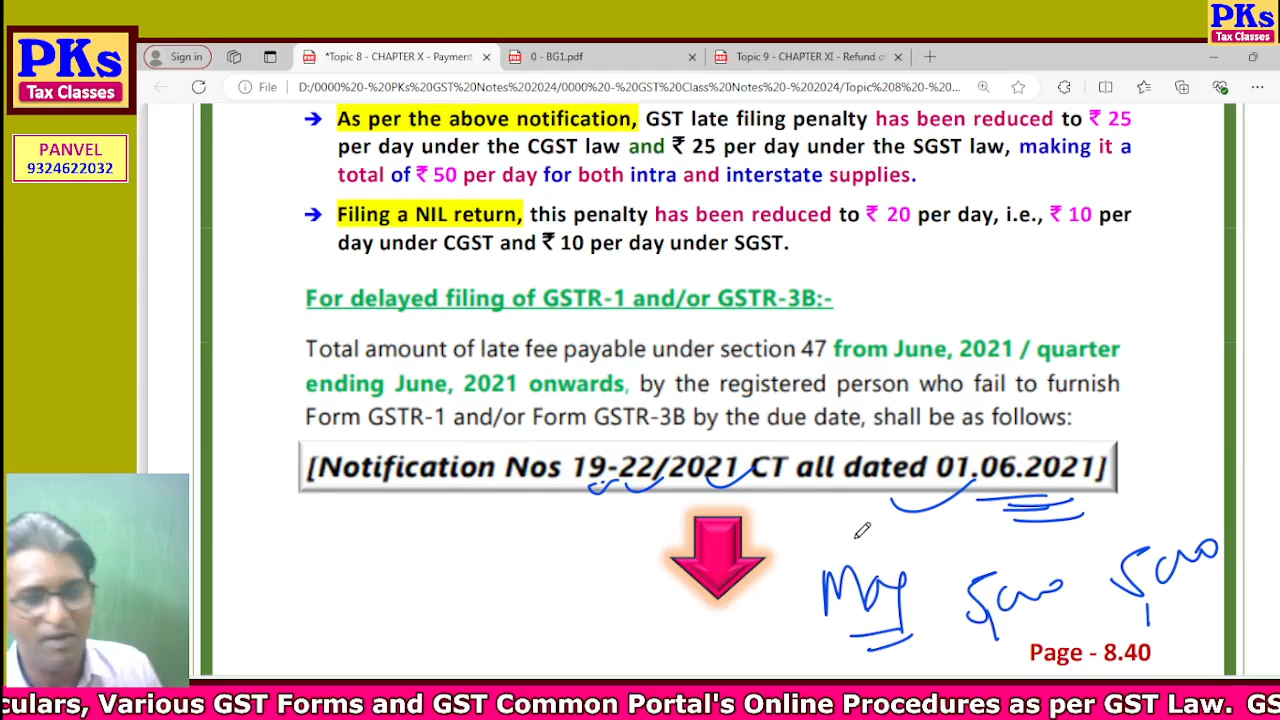 PKs
Tax Classes
PANVEL
9324622032
PKs
Tax Classes
Sign in
*Topic 8 - CHAPTER X - Payment
0 - BG1.pdf
Topic 9 - CHAPTER XI - Refund of
File
D:/0000%20-%20PKs%20GST%20Notes%202024/0000%20-%20GST%20Class%20Notes%20-%202024/Topic%208%20-%20...
➔ As per the above notification, GST late filing penalty has been reduced to ₹ 25
per day under the CGST law and ₹ 25 per day under the SGST law, making it a
total of ₹ 50 per day for both intra and interstate supplies.
➔ Filing a NIL return, this penalty has been reduced to ₹ 20 per day, i.e., ₹ 10 per
day under CGST and ₹ 10 per day under SGST.
For delayed filing of GSTR-1 and/or GSTR-3B:-
Total amount of late fee payable under section 47 from June, 2021 / quarter
ending June, 2021 onwards, by the registered person who fail to furnish
Form GSTR-1 and/or Form GSTR-3B by the due date, shall be as follows:
[Notification Nos 19-22/2021 CT all dated 01.06.2021]
May 5000 5000
Page - 8.40
culars, Various GST Forms and GST Common Portal's Online Procedures as per GST Law. GS